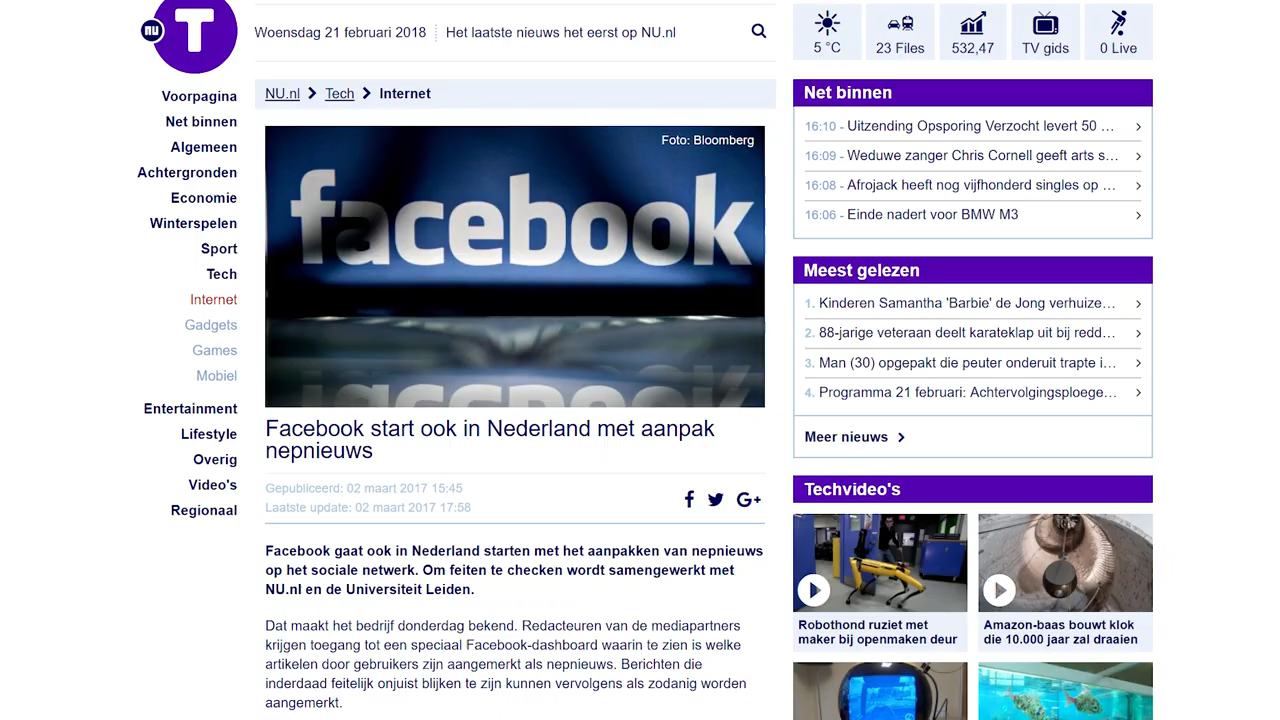 nu
T
Woensdag 21 februari 2018
Het laatste nieuws het eerst op NU.nl
5 °C
23 Files
532,47
TV gids
0 Live
Voorpagina
Net binnen
Algemeen
Achtergronden
Economie
Winterspelen
Sport
Tech
Internet
Gadgets
Games
Mobiel
Entertainment
Lifestyle
Overig
Video's
Regionaal
NU.nl > Tech > Internet
Foto: Bloomberg
facebook
Facebook start ook in Nederland met aanpak
nepnieuws
Gepubliceerd: 02 maart 2017 15:45
Laatste update: 02 maart 2017 17:58
f G+
Facebook gaat ook in Nederland starten met het aanpakken van nepnieuws
op het sociale netwerk. Om feiten te checken wordt samengewerkt met
NU.nl en de Universiteit Leiden.
Dat maakt het bedrijf donderdag bekend. Redacteuren van de mediapartners
krijgen toegang tot een speciaal Facebook-dashboard waarin te zien is welke
artikelen door gebruikers zijn aangemerkt als nepnieuws. Berichten die
inderdaad feitelijk onjuist blijken te zijn kunnen vervolgens als zodanig worden
aangemerkt.
Net binnen
16:10 - Uitzending Opsporing Verzocht levert 50 ...
16:09 - Weduwe zanger Chris Cornell geeft arts s...
16:08 - Afrojack heeft nog vijfhonderd singles op ...
16:06 - Einde nadert voor BMW M3
Meest gelezen
1. Kinderen Samantha 'Barbie' de Jong verhuize...
2. 88-jarige veteraan deelt karateklap uit bij redd...
3. Man (30) opgepakt die peuter onderuit trapte i...
4. Programma 21 februari: Achtervolgingsploege...
Meer nieuws >
Techvideo's
Robothond ruziet met
maker bij openmaken deur
Amazon-baas bouwt klok
die 10.000 jaar zal draaien